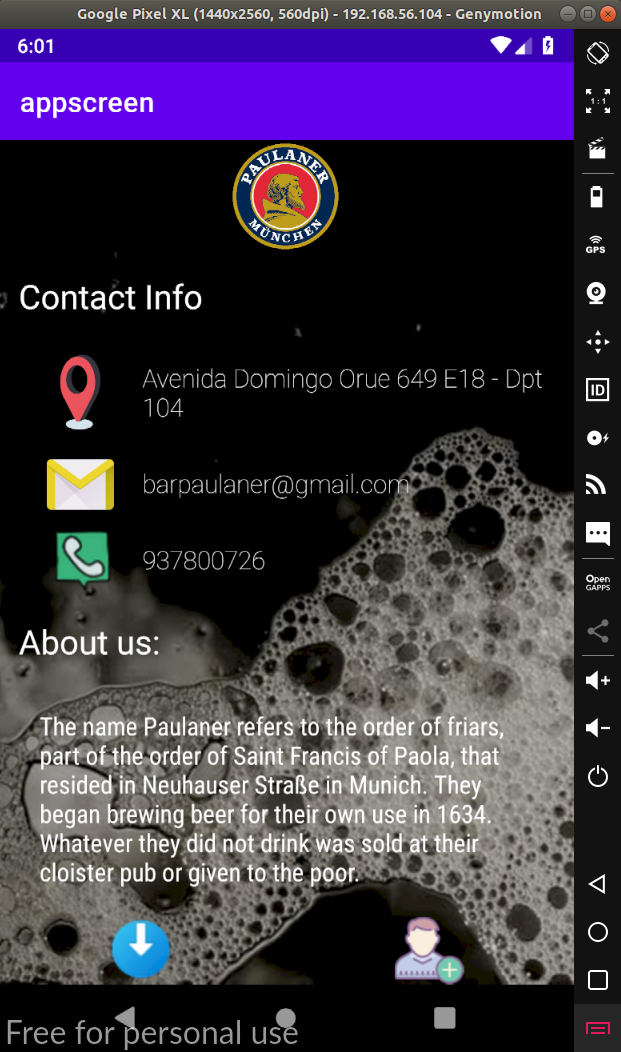 Google Pixel XL (1440x2560, 560dpi) - 192.168.56.104 - Genymotion
6:01
appscreen
PAULANER
MÜNCHEN
Contact Info
Avenida Domingo Orue 649 E18 - Dpt
104
barpaulaner@gmail.com
937800726
About us:
The name Paulaner refers to the order of friars,
part of the order of Saint Francis of Paola, that
resided in Neuhauser Straße in Munich. They
began brewing beer for their own use in 1634.
Whatever they did not drink was sold at their
cloister pub or given to the poor.
Free for personal use
1:1
GPS
ID
Open
GAPPS